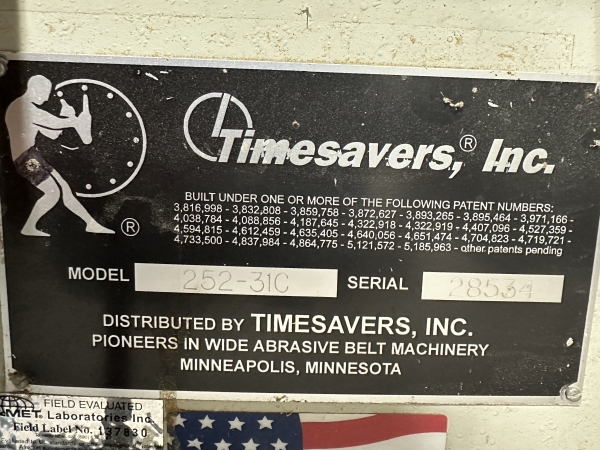 Timesavers,® Inc.
BUILT UNDER ONE OR MORE OF THE FOLLOWING PATENT NUMBERS:
3,816,998 - 3,832,808 - 3,859,758 - 3,872,627 - 3,893,265 - 3,895,464 - 3,971,166 -
4,038,784 - 4,088,856 - 4,187,645 - 4,322,918 - 4,322,919 - 4,407,096 - 4,527,359 -
4,594,815 - 4,612,459 - 4,635,405 - 4,640,056 - 4,651,474 - 4,704,823 - 4,719,721 -
4,733,500 - 4,837,984 - 4,864,775 - 5,121,572 - 5,185,963 - other patents pending
®
MODEL 252-31C SERIAL 28534
DISTRIBUTED BY TIMESAVERS, INC.
PIONEERS IN WIDE ABRASIVE BELT MACHINERY
MINNEAPOLIS, MINNESOTA
FIELD EVALUATED
MET Laboratories Inc.
Field Label No. 137830